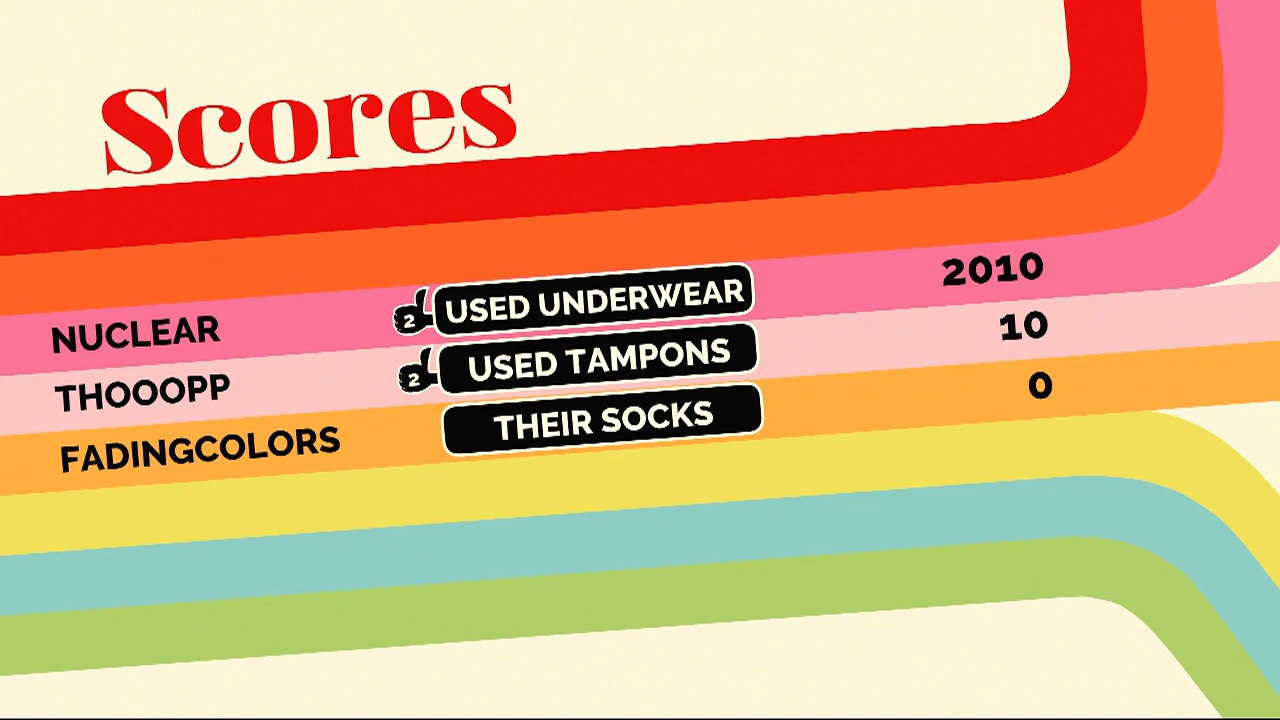 Scores
NUCLEAR 2 USED UNDERWEAR 2010
THOOOPP 2 USED TAMPONS 10
FADINGCOLORS THEIR SOCKS 0